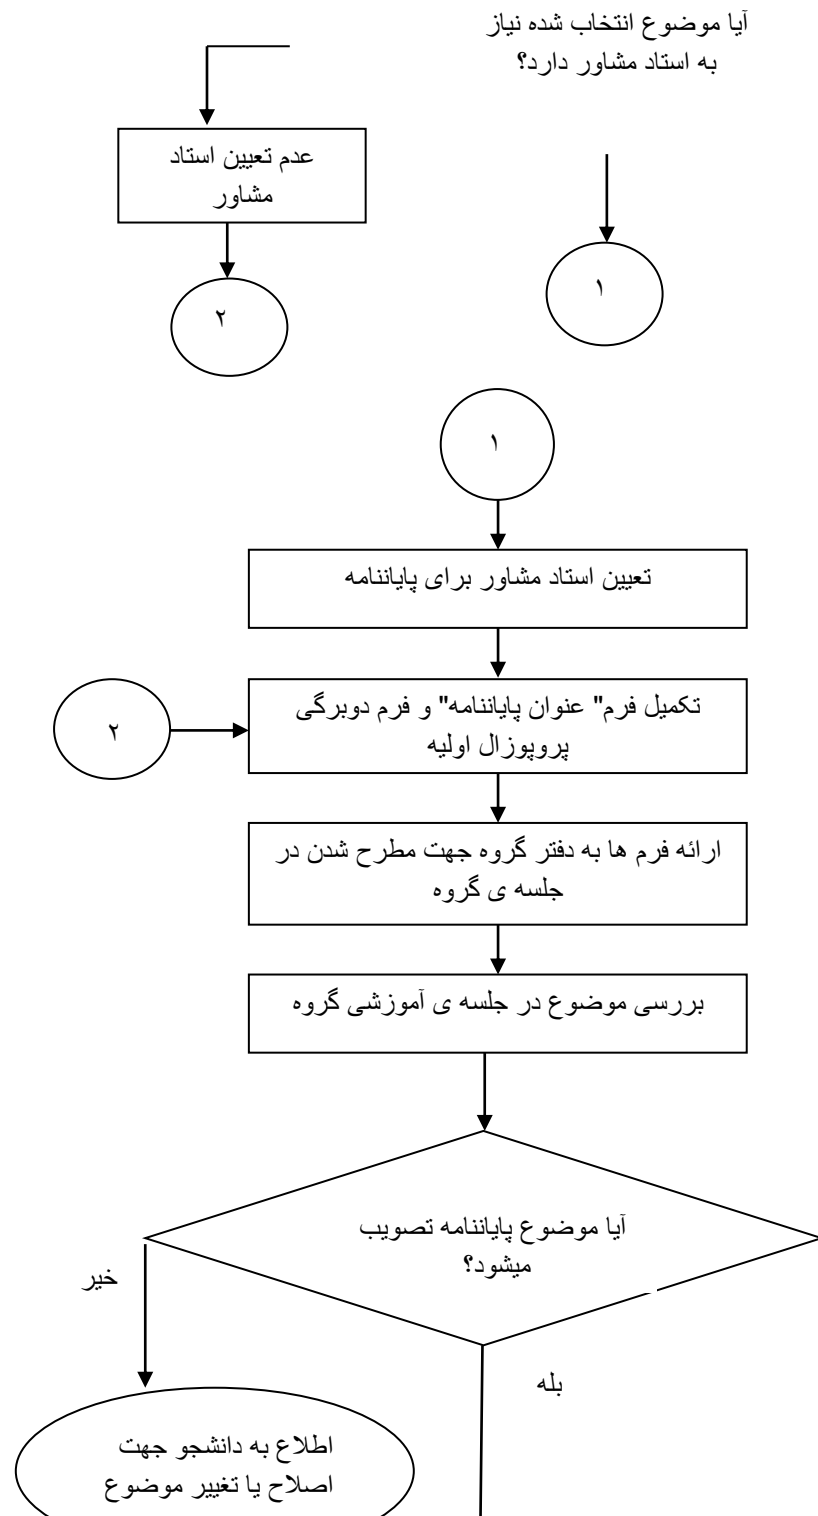 آیا موضوع انتخاب شده نیاز
به استاد مشاور دارد؟
عدم تعیین استاد
مشاور
۱
۲
۱
تعیین استاد مشاور برای پایاننامه
تکمیل فرم" عنوان پایاننامه" و فرم دوبرگی
پروپوزال اولیه
۲
ارائه فرم ها به دفتر گروه جهت مطرح شدن در
جلسه ی گروه
بررسی موضوع در جلسه ی آموزشی گروه
آیا موضوع پایاننامه تصویب
میشود؟
خیر
بله
اطلاع به دانشجو جهت
اصلاح یا تغییر موضوع